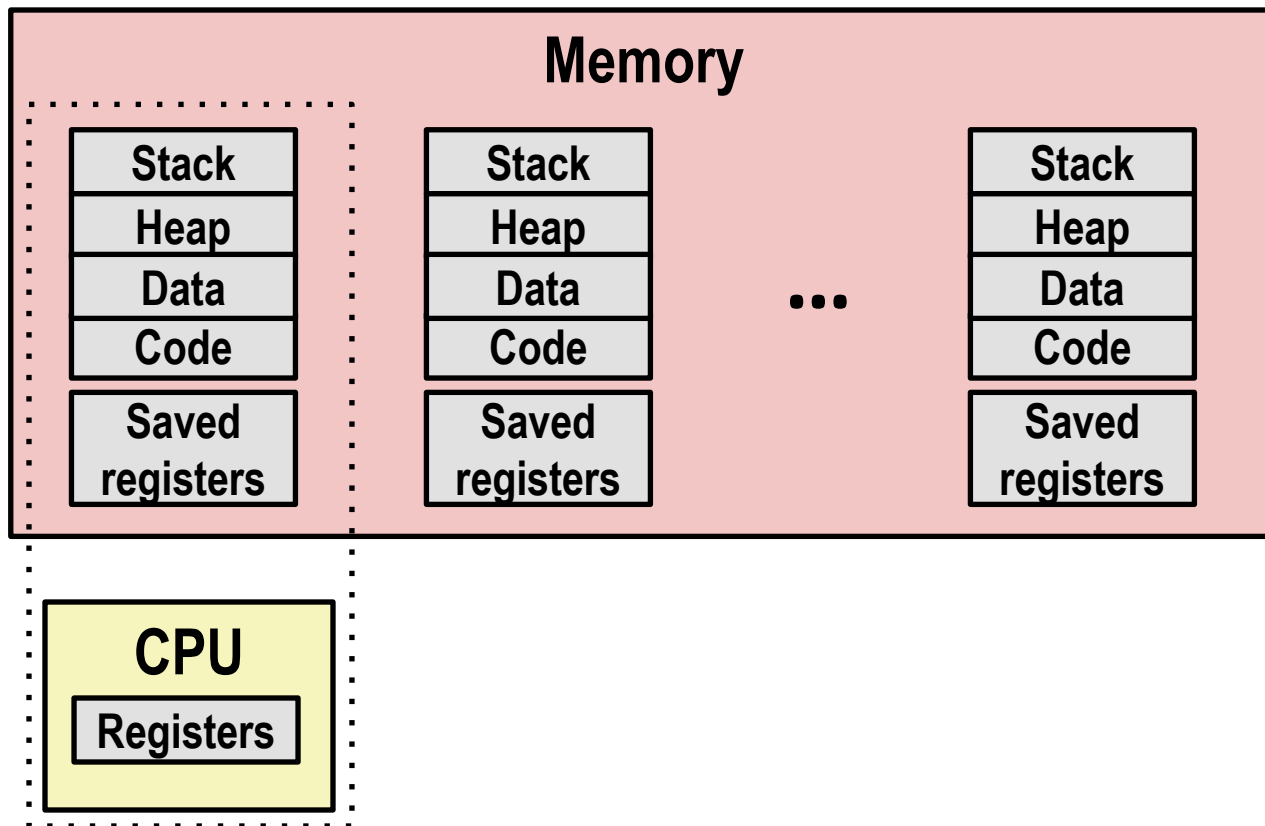 Memory
Stack
Heap
Data
Code
Saved
registers
Stack
Heap
Data
Code
Saved
registers
...
Stack
Heap
Data
Code
Saved
registers
CPU
Registers